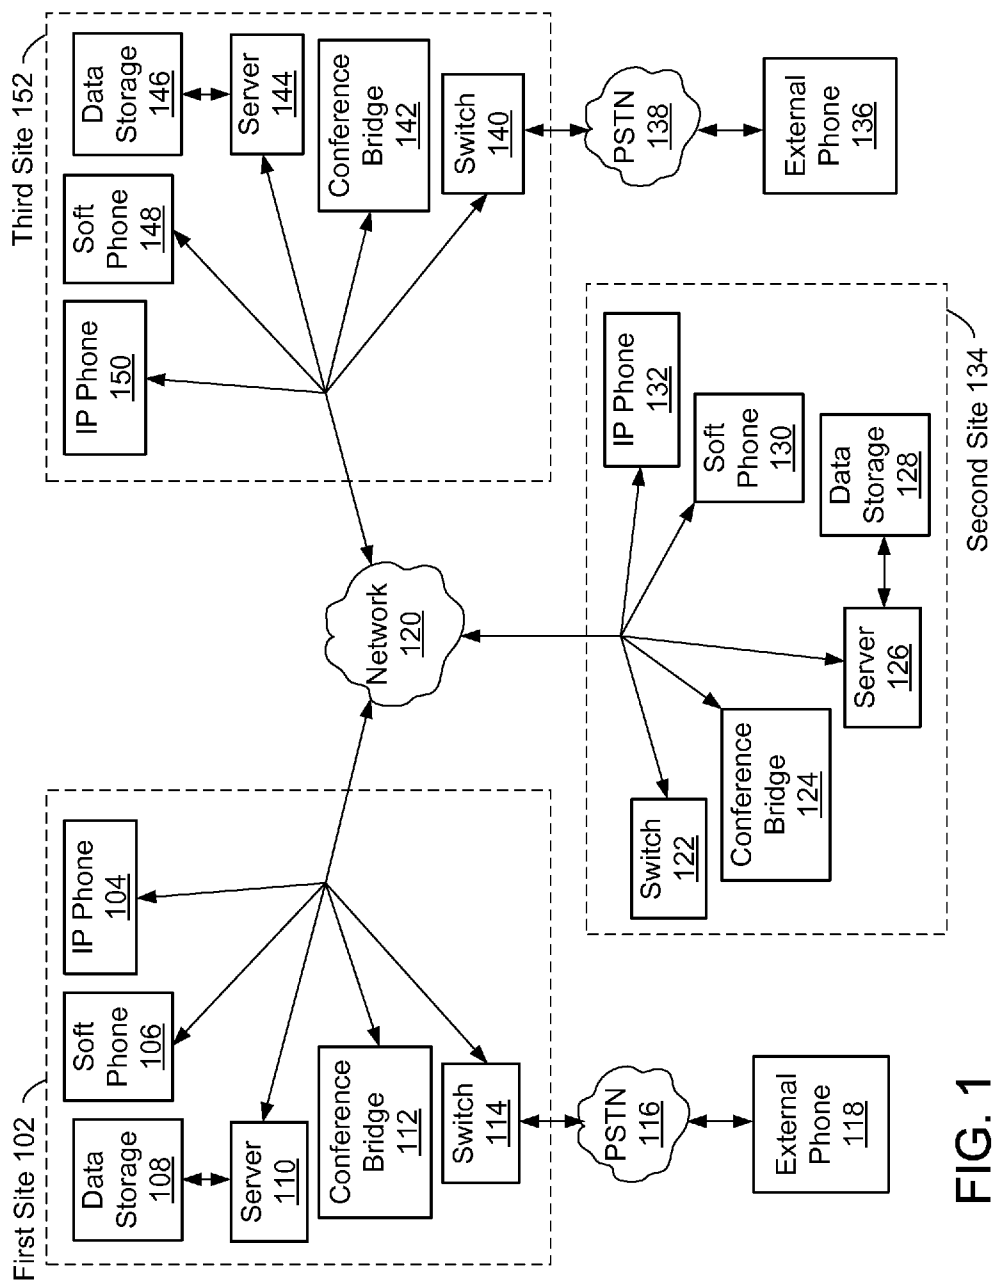 First Site 102
Data
Storage
108
Soft
Phone
106
IP Phone
104
Server
110
Conference
Bridge
112
Switch
114
PSTN
116
External
Phone
118
Network
120
Third Site 152
IP Phone
150
Soft
Phone
148
Data
Storage
146
Server
144
Conference
Bridge
142
Switch
140
PSTN
138
External
Phone
136
Switch
122
Conference
Bridge
124
Server
126
Data
Storage
128
Soft
Phone
130
IP Phone
132
Second Site 134
FIG. 1